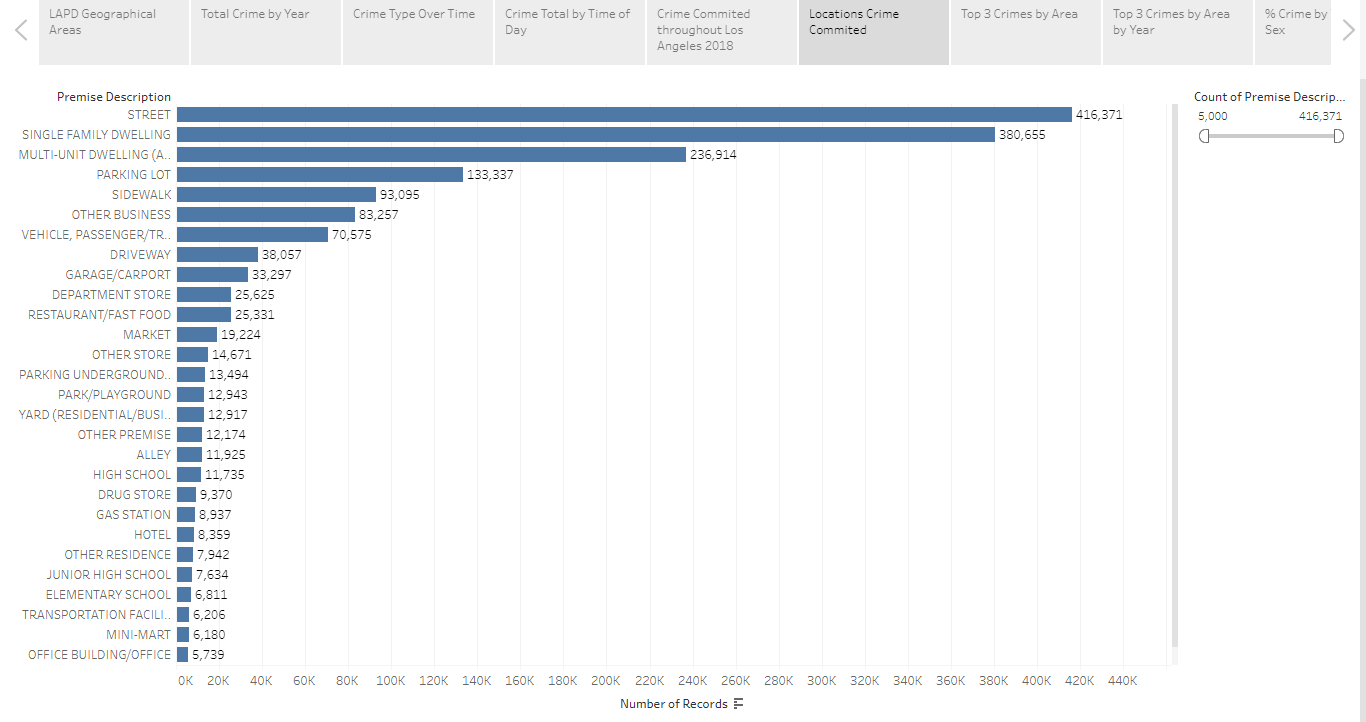 LAPD Geographical
Areas
Total Crime by Year
Crime Type Over Time
Crime Total by Time of
Day
Crime Commited
throughout Los
Angeles 2018
Locations Crime
Commited
Top 3 Crimes by Area
Top 3 Crimes by Area
by Year
% Crime by
Sex
Premise Description
STREET 416,371
SINGLE FAMILY DWELLING 380,655
MULTI-UNIT DWELLING (A.. 236,914
PARKING LOT 133,337
SIDEWALK 93,095
OTHER BUSINESS 83,257
VEHICLE, PASSENGER/TR.. 70,575
DRIVEWAY 38,057
GARAGE/CARPORT 33,297
DEPARTMENT STORE 25,625
RESTAURANT/FAST FOOD 25,331
MARKET 19,224
OTHER STORE 14,671
PARKING UNDERGROUND.. 13,494
PARK/PLAYGROUND 12,943
YARD (RESIDENTIAL/BUSI.. 12,917
OTHER PREMISE 12,174
ALLEY 11,925
HIGH SCHOOL 11,735
DRUG STORE 9,370
GAS STATION 8,937
HOTEL 8,359
OTHER RESIDENCE 7,942
JUNIOR HIGH SCHOOL 7,634
ELEMENTARY SCHOOL 6,811
TRANSPORTATION FACILI.. 6,206
MINI-MART 6,180
OFFICE BUILDING/OFFICE 5,739
0K 20K 40K 60K 80K 100K 120K 140K 160K 180K 200K 220K 240K 260K 280K 300K 320K 340K 360K 380K 400K 420K 440K
Number of Records
Count of Premise Descrip...
5,000 416,371